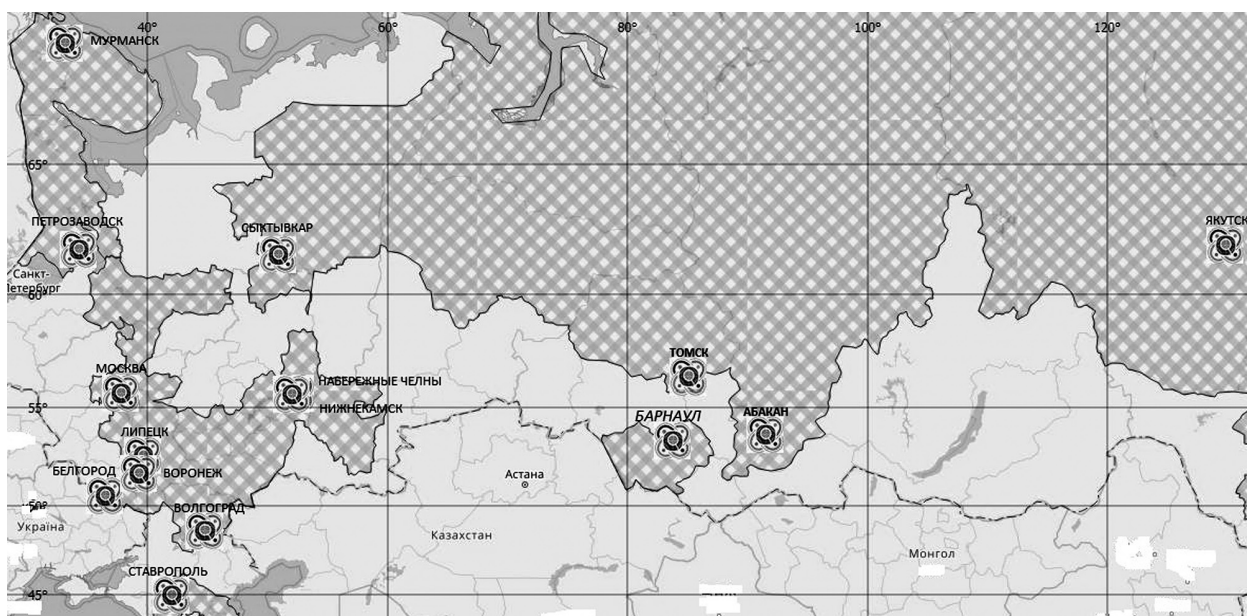 40° 60° 80° 100° 120°
МУРМАНСК
65°
ПЕТРОЗАВОДСК
СЫКТЫВКАР
ЯКУТСК
Санкт-
Петербург
60°
ТОМСК
МОСКВА
НАБЕРЕЖНЫЕ ЧЕЛНЫ
55°
НИЖНЕКАМСК
БАРНАУЛ
АБАКАН
ЛИПЕЦК
БЕЛГОРОД
ВОРОНЕЖ
Астана
50°
ВОЛГОГРАД
Україна
Казахстан
Монгол
СТАВРОПОЛЬ
45°